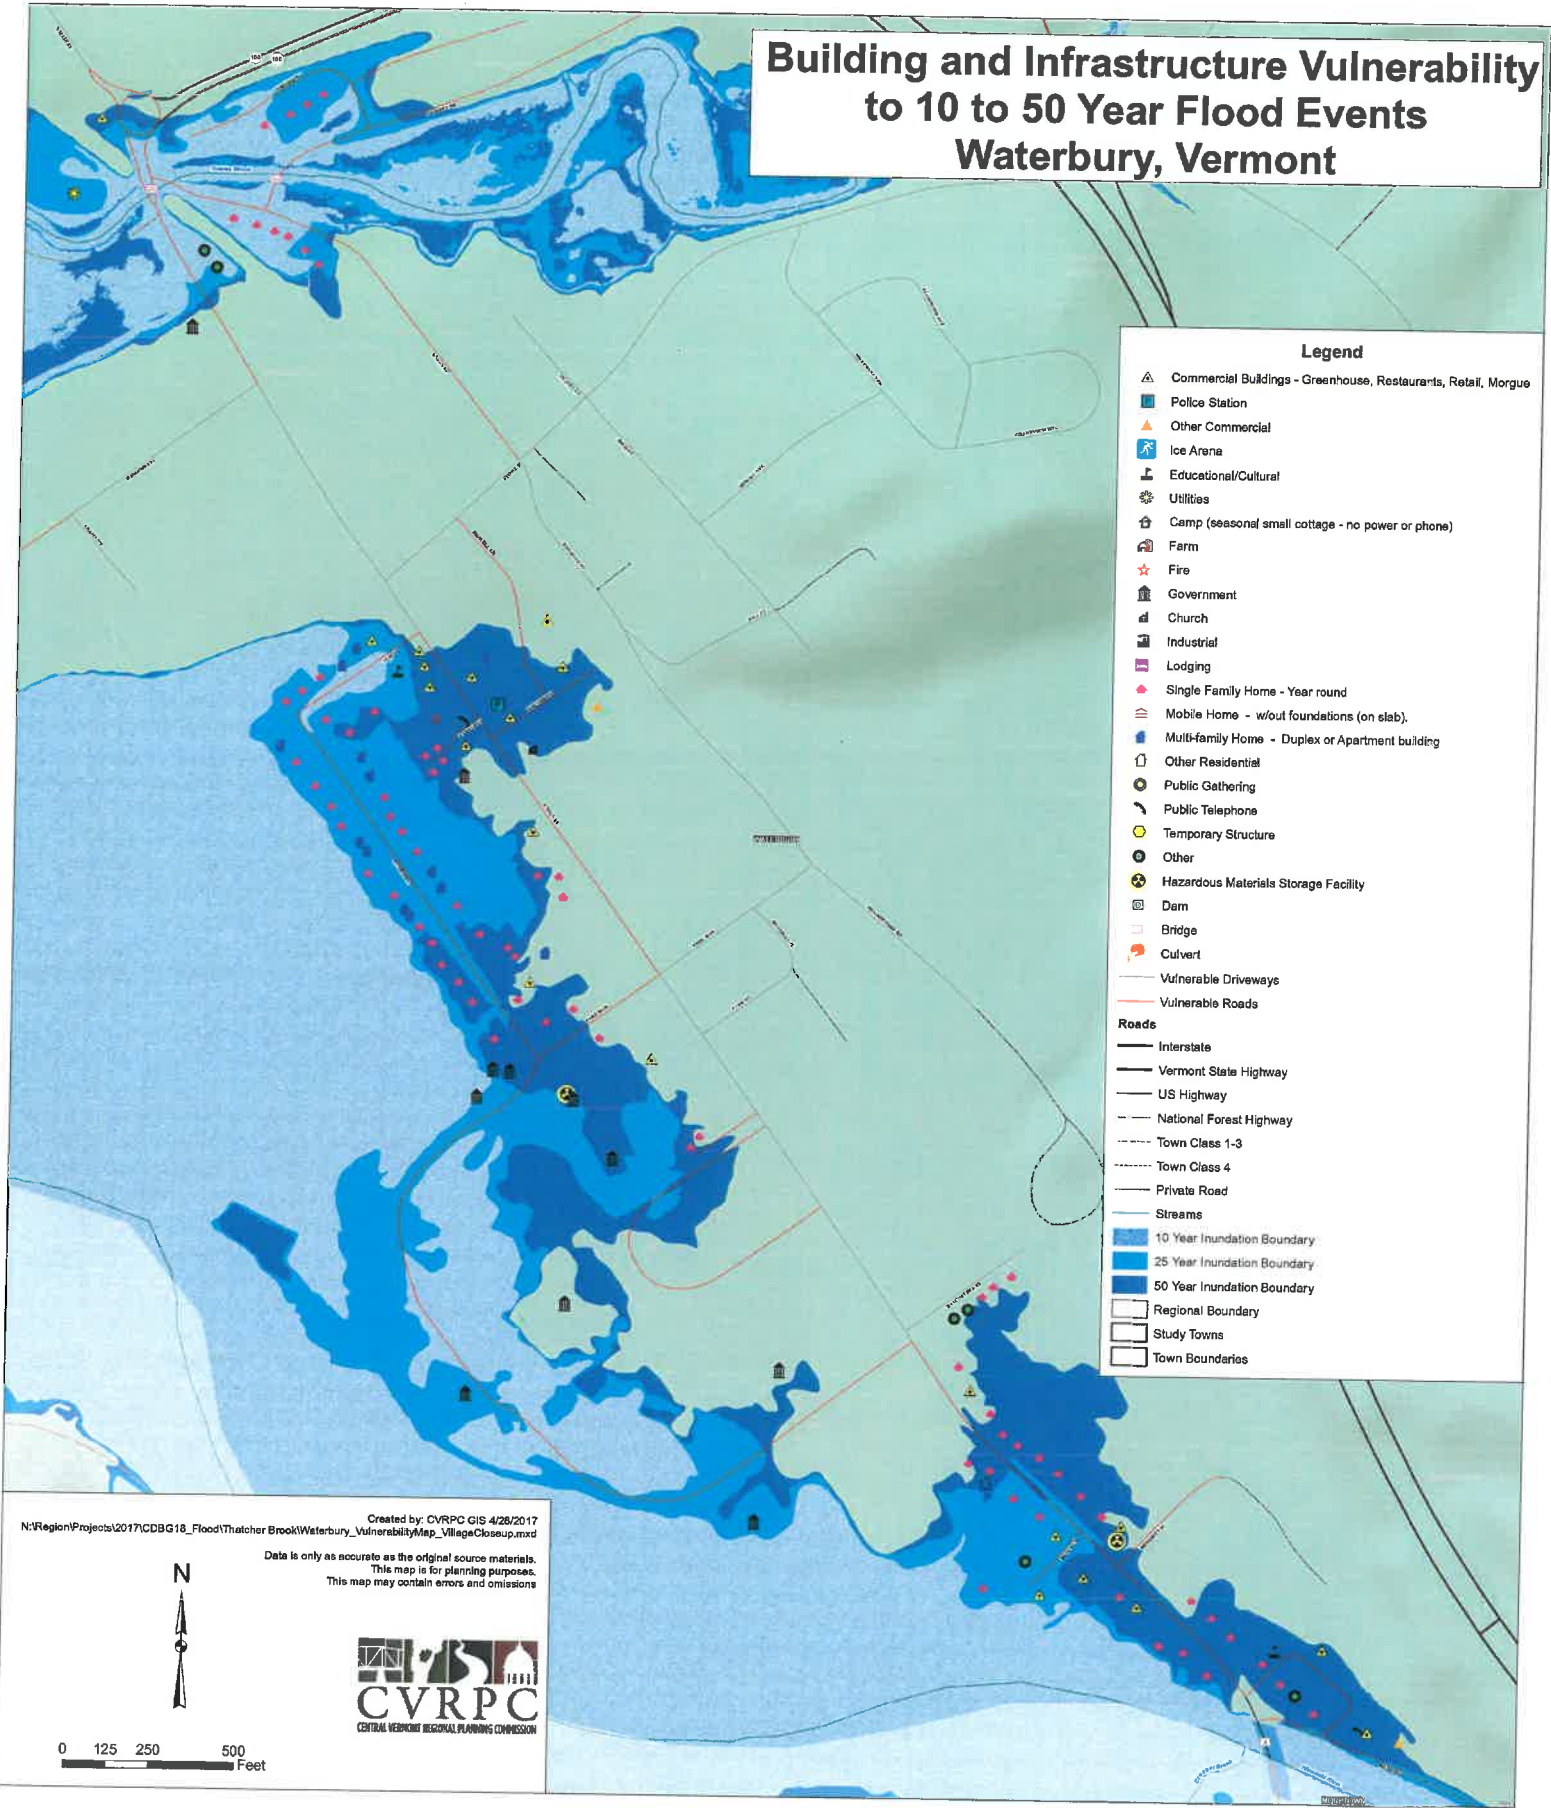 Building and Infrastructure Vulnerability
to 10 to 50 Year Flood Events
Waterbury, Vermont
100
Legend
Commercial Buildings - Greenhouse, Restaurants, Retail, Morgue
Police Station
Other Commercial
Ice Arena
Educational/Cultural
Utilities
Camp (seasonal small cottage - no power or phone)
Farm
Fire
Government
Church
Industrial
Lodging
Single Family Home - Year round
Mobile Home - w/out foundations (on slab).
Multi-family Home - Duplex or Apartment building
Other Residential
Public Gathering
Public Telephone
Temporary Structure
Other
Hazardous Materials Storage Facility
Dam
Bridge
Culvert
Vulnerable Driveways
Vulnerable Roads
Roads
Interstate
Vermont State Highway
US Highway
National Forest Highway
Town Class 1-3
Town Class 4
Private Road
Streams
10 Year Inundation Boundary
25 Year Inundation Boundary
50 Year Inundation Boundary
Regional Boundary
Study Towns
Town Boundaries
WATERBURY
Created by: CVRPC GIS 4/28/2017
N:\Region\Projects\2017\CDBG18_Flood\Thatcher Brook\Waterbury_VulnerabilityMap_VillageCloseup.mxd
Data is only as accurate as the original source materials.
This map is for planning purposes.
This map may contain errors and omissions
N
CVRPC
CENTRAL VERMONT REGIONAL PLANNING COMMISSION
0 125 250 500
Feet